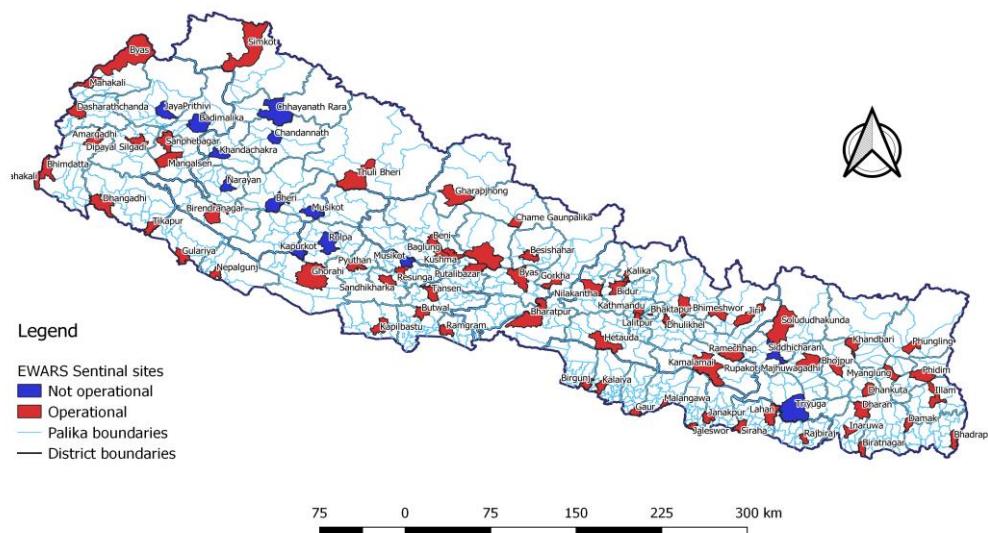 Simkot
Byas
Mahakali
Dasharathchanda
JayaPrithivi
Chhayanath Rara
Badimalika
Chandannath
Amargadhi
Sanphebagar
Dipayal Silgadi
Khandachakra
Mangalsen
Bhimdatta
Thuli Bheri
Narayan
Gharapjhong
Dhangadhi
Birendranagar
Bheri
Musikot
Chame Gaunpalika
Tikapur
Rolpa
Beni
Kapurkot
Baglung
Besishahar
Gulariya
Musikot
Kushma
Pyuthan
Nepalgunj
Ghorahi
Resunga
Putalibazar
Byas
Gorkha
Kalika
Sandhikharka
Tansen
Nilakantha
Bidur
Butwal
Bharatpur
Kathmandu
Bhaktapur
Bhimeshwor
Jiri
Solududhakunda
Kapilbastu
Ramgram
Lalitpur
Dhulikhel
Hetauda
Ramechhap
Siddhicharan
Khandbari
Phungling
Kamalamai
Rupakot
Majhuwagadhi
Bhojpur
Myanglung
Phidim
Birgunj
Kalaiya
Malangawa
Triyuga
Dhankuta
Illam
Gaur
Janakpur
Lahan
Dharan
Jaleswor
Siraha
Rajbiraj
Inaruwa
Damak
Biratnagar
Bhadrap
Legend
EWARS Sentinal sites
Not operational
Operational
Palika boundaries
District boundaries
75 0 75 150 225 300 km